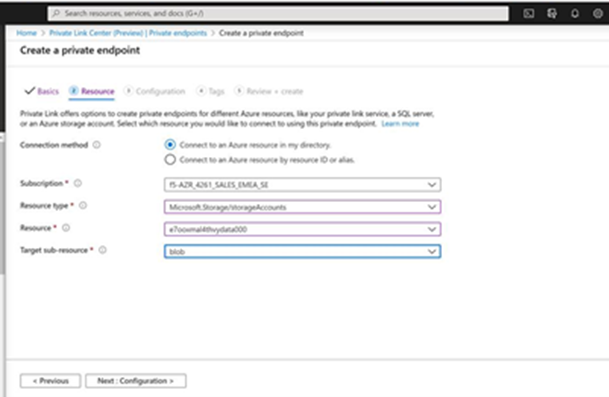 Search resources, services, and docs (G+/)
Home > Private Link Center (Preview) | Private endpoints > Create a private endpoint
Create a private endpoint
Basics 2 Resource 3 Configuration 4 Tags 5 Review + create
Private Link offers options to create private endpoints for different Azure resources, like your private link service, a SQL server,
or an Azure storage account. Select which resource you would like to connect to using this private endpoint. Learn more
Connection method
Connect to an Azure resource in my directory.
Connect to an Azure resource by resource ID or alias.
Subscription *
f5-AZR_4261_SALES_EMEA_SE
Resource type *
Microsoft.Storage/storageAccounts
Resource *
Target sub-resource *
blob
< Previous
Next : Configuration >